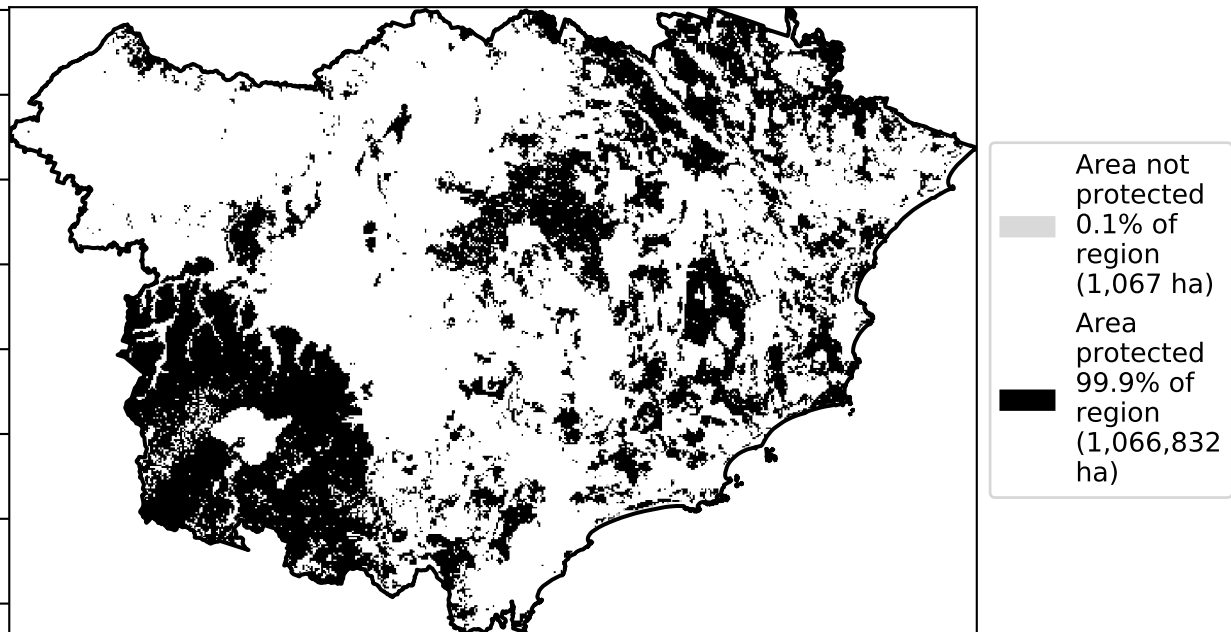 Area not
protected
0.1% of
region
(1,067 ha)
Area
protected
99.9% of
region
(1,066,832
ha)